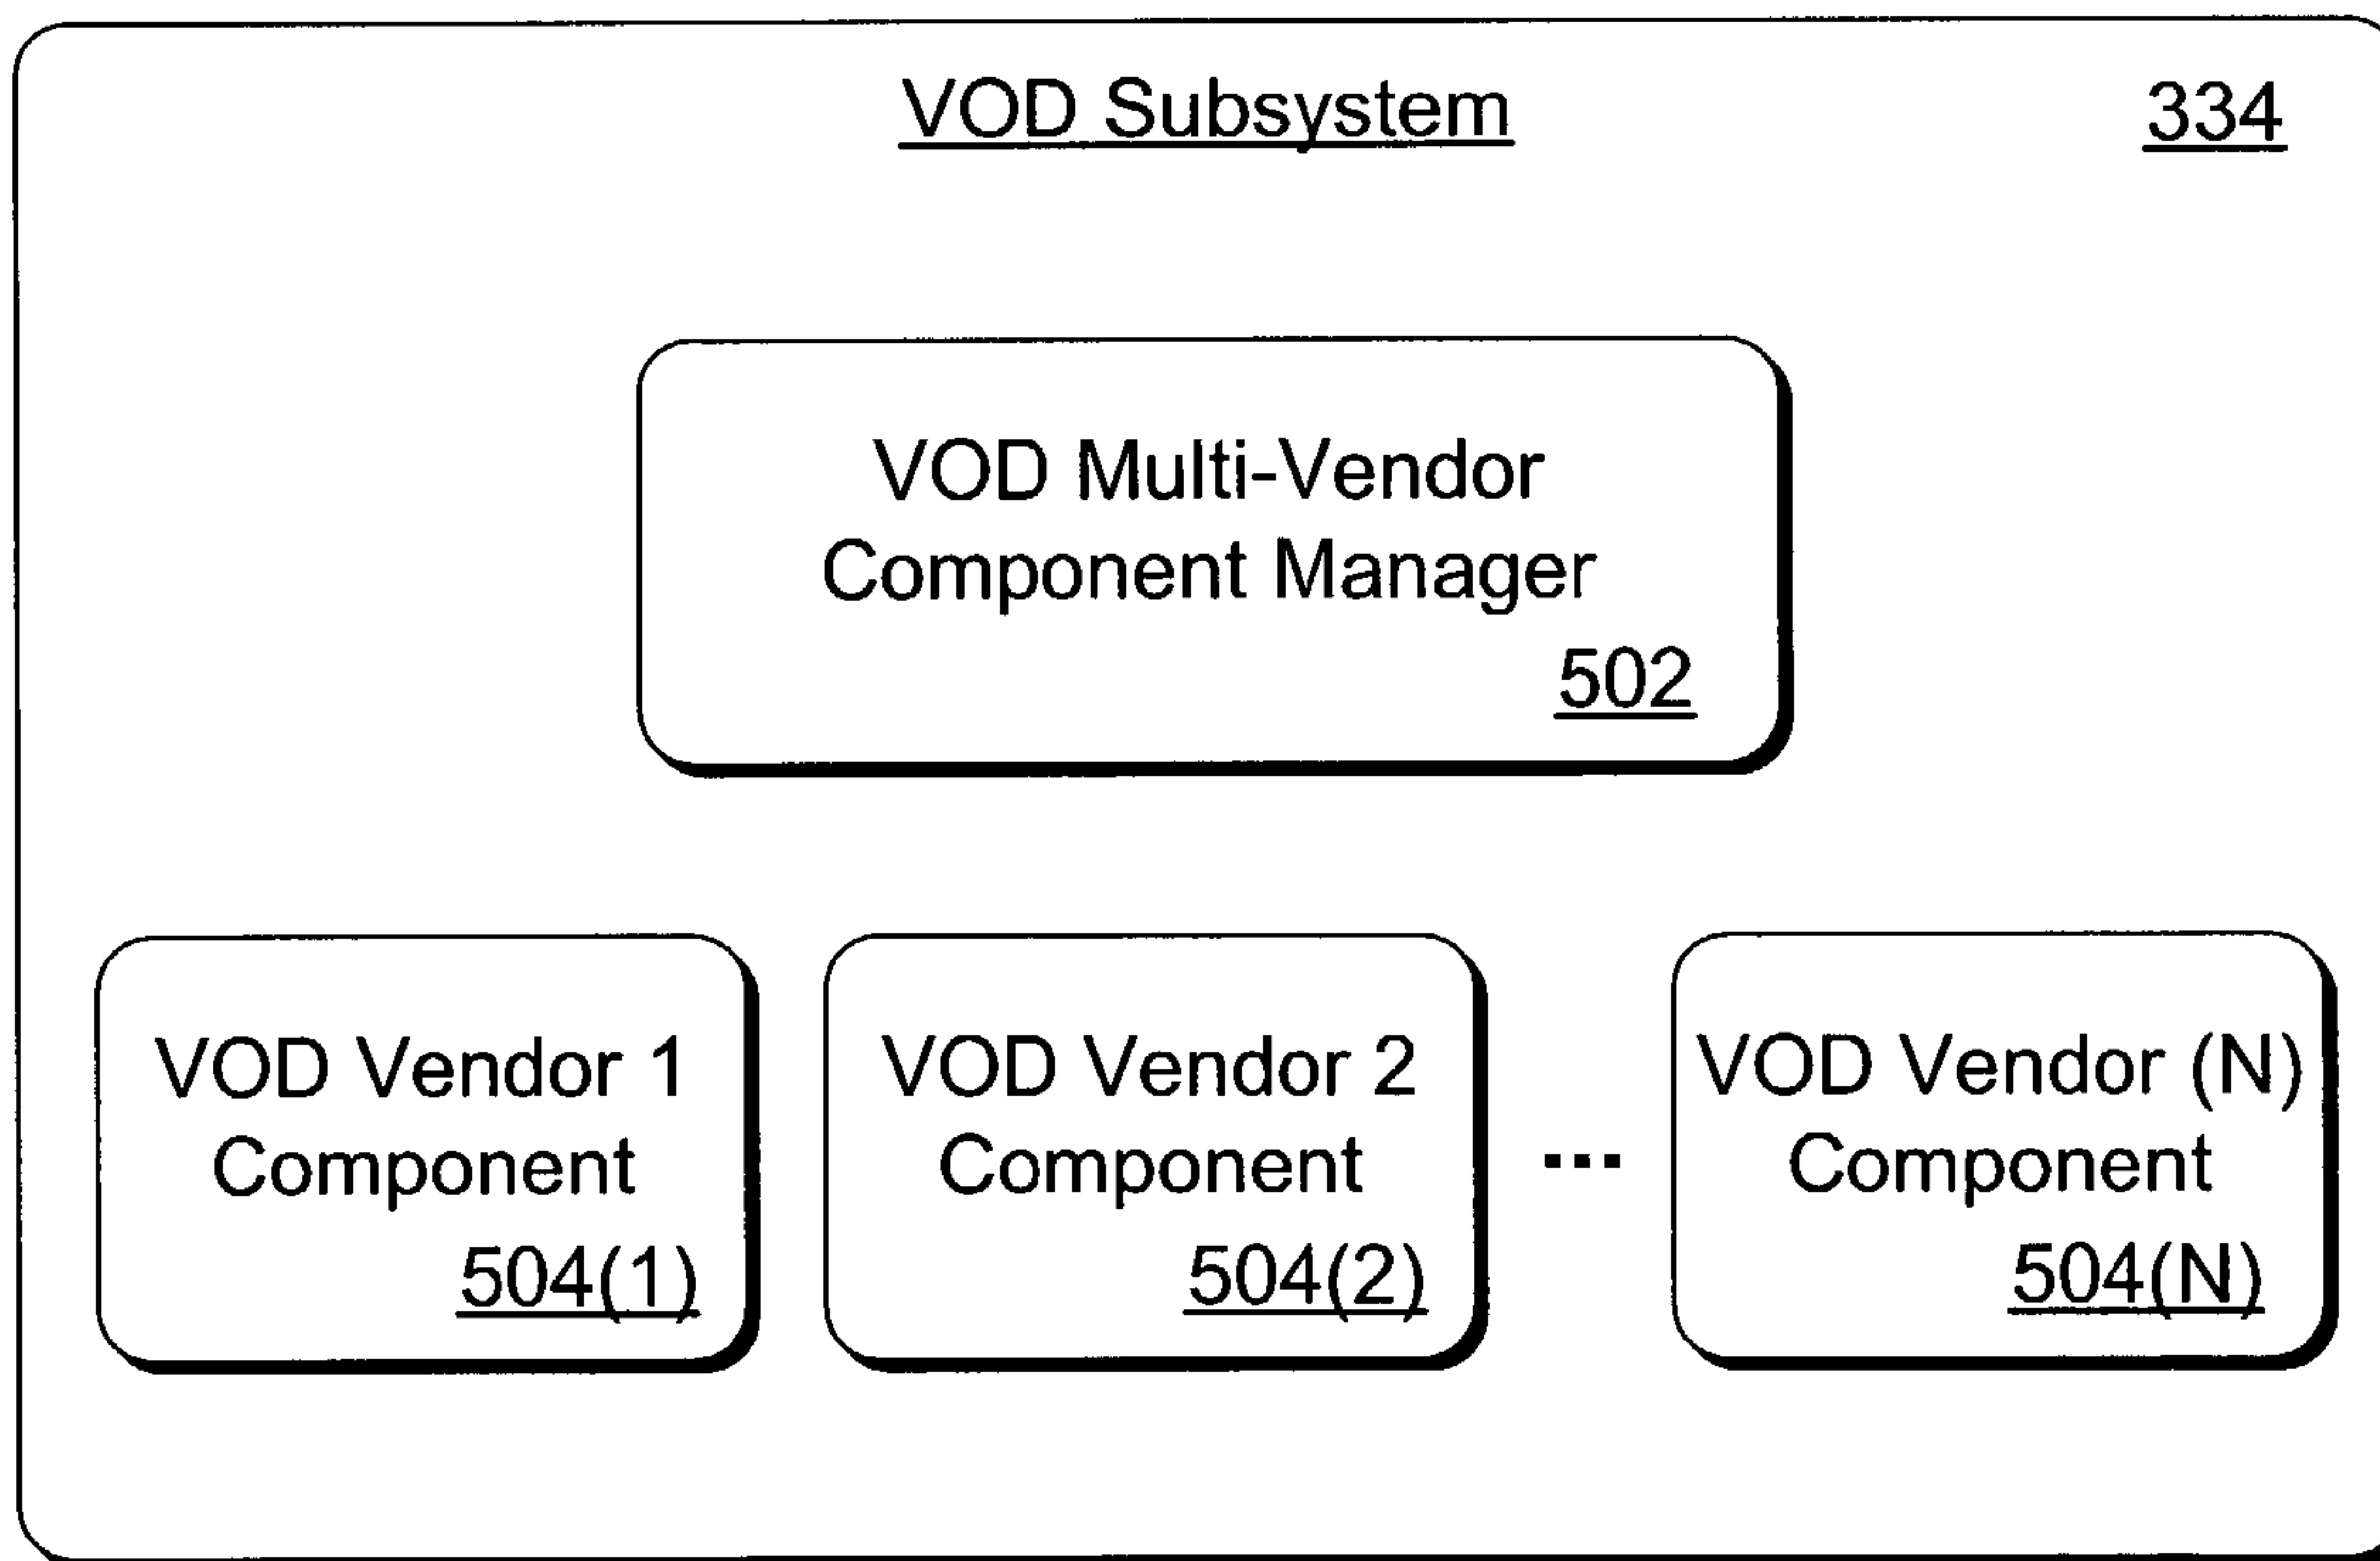 VOD Subsystem 334
VOD Multi-Vendor
Component Manager
502
VOD Vendor 1
Component
504(1)
VOD Vendor 2
Component
504(2)
...
VOD Vendor (N)
Component
504(N)